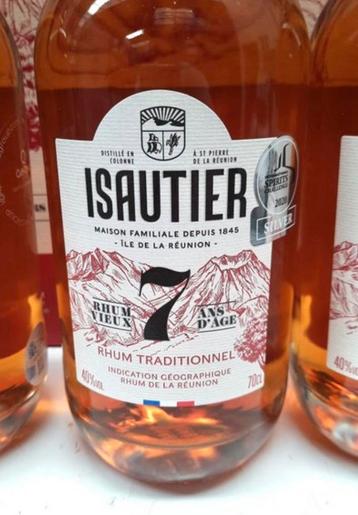 DISTILLÉ EN COLONNE
À ST PIERRE DE LA RÉUNION
ISAUTIER
MAISON FAMILIALE DEPUIS 1845
- ÎLE DE LA RÉUNION -
SPIRITS
CHALLENGE
2020
SILVER
RHUM VIEUX
7
ANS D'ÂGE
RHUM TRADITIONNEL
40%vol.
INDICATION GÉOGRAPHIQUE
RHUM DE LA RÉUNION
70cl